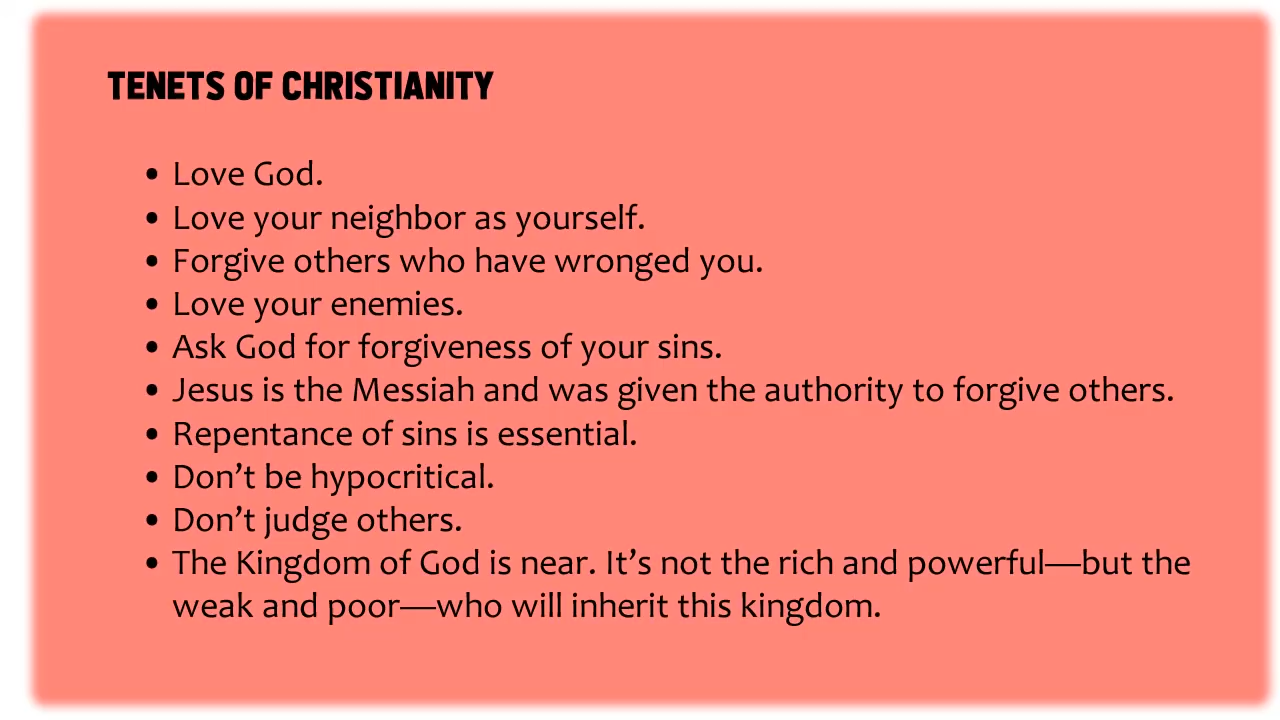 TENETS OF CHRISTIANITY
• Love God.
• Love your neighbor as yourself.
• Forgive others who have wronged you.
• Love your enemies.
• Ask God for forgiveness of your sins.
• Jesus is the Messiah and was given the authority to forgive others.
• Repentance of sins is essential.
• Don’t be hypocritical.
• Don’t judge others.
• The Kingdom of God is near. It’s not the rich and powerful—but the
weak and poor—who will inherit this kingdom.